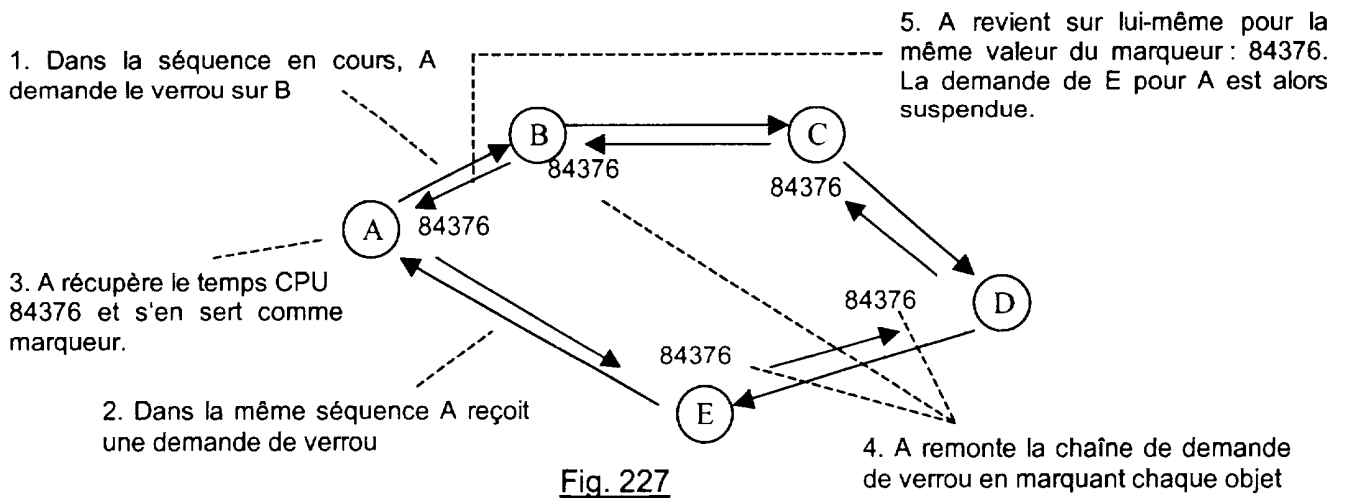 1. Dans la séquence en cours, A
demande le verrou sur B
5. A revient sur lui-même pour la
même valeur du marqueur : 84376.
La demande de E pour A est alors
suspendue.
B
C
84376
84376
A
84376
3. A récupère le temps CPU
84376 et s'en sert comme
marqueur.
84376
D
84376
E
2. Dans la même séquence A reçoit
une demande de verrou
4. A remonte la chaîne de demande
de verrou en marquant chaque objet
Fig. 227